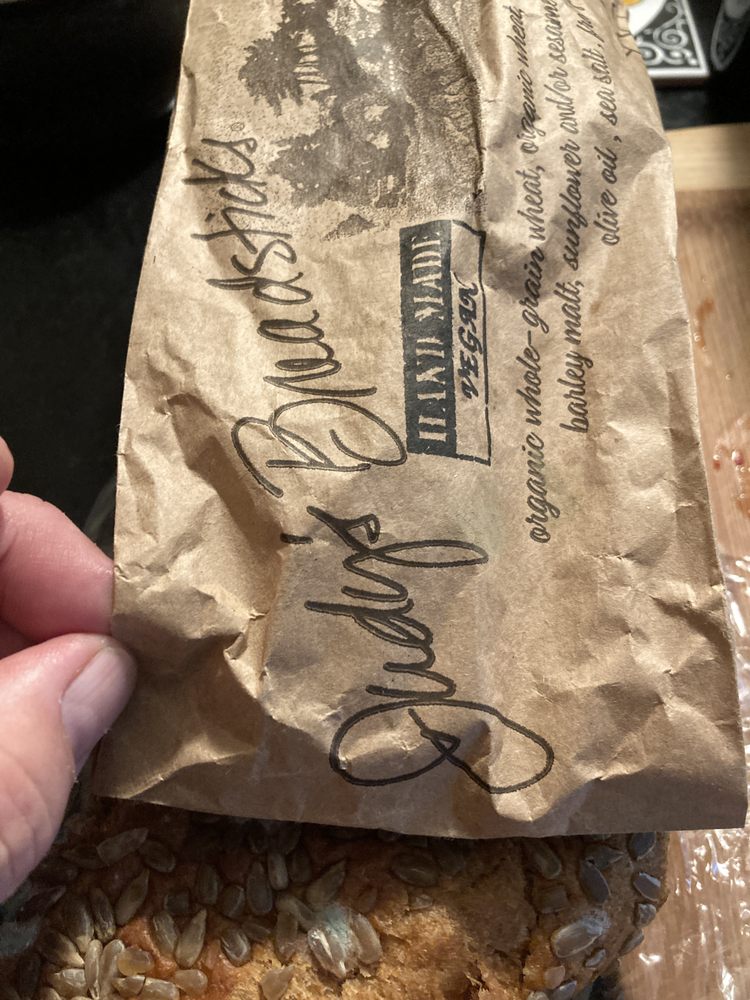 Judy's Breadsticks®
HAND MADE
VEGAN
organic whole-grain wheat, organic wheat,
barley malt, sunflower and/or sesame
olive oil, sea salt,